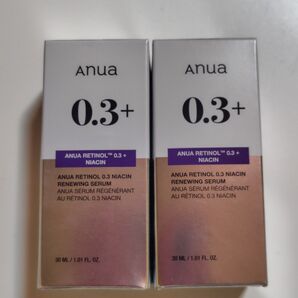 Anua
0.3+
ANUA RETINOL™ 0.3 +
NIACIN
ANUA RETINOL 0.3 NIACIN
RENEWING SERUM
ANUA SÉRUM RÉGÉNÉRANT
AU RÉTINOL 0.3 NIACIN
30 ML / 1.01 FL. OZ.
Anua
0.3+
ANUA RETINOL™ 0.3 +
NIACIN
ANUA RETINOL 0.3 NIACIN
RENEWING SERUM
ANUA SÉRUM RÉGÉNÉRANT
AU RÉTINOL 0.3 NIACIN
30 ML / 1.01 FL. OZ.